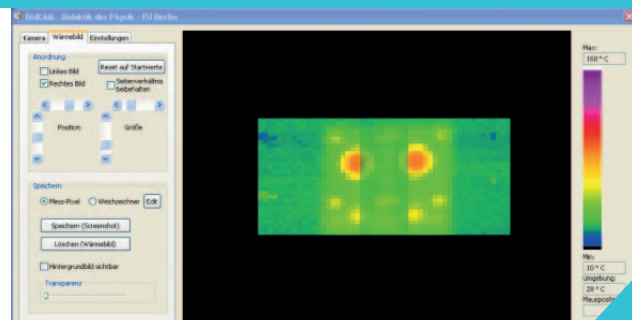 DidCAM - Didaktik der Physik - FU Berlin
Kamera Wärmebild Einstellungen
Anordnung
Linkes Bild
Reset auf Startwerte
Rechtes Bild
Seitenverhältnis
beibehalten
Position
Größe
Speichern
Mess-Pixel Weichzeichner Edit
Speichern (Screenshot)
Löschen (Wärmebild)
Hintergrundbild sichtbar
Transparenz
Max:
160 ° C
Min:
10 ° C
Umgebung:
28 ° C